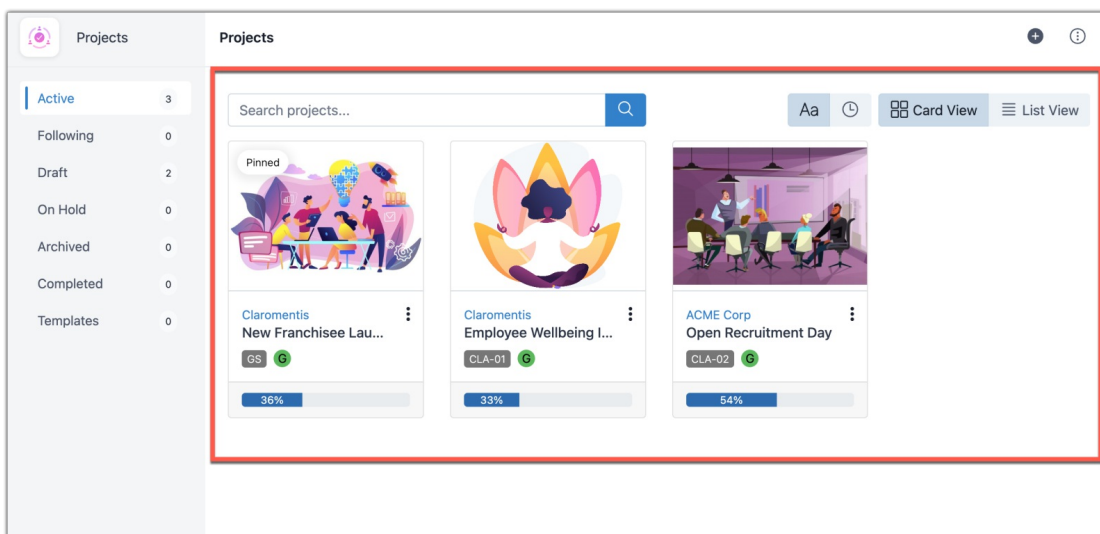 Projects
Projects
Active 3
Following 0
Draft 2
On Hold 0
Archived 0
Completed 0
Templates 0
Search projects...
Aa
Card View
List View
Pinned
Claromentis
New Franchisee Lau...
GS G
36%
Claromentis
Employee Wellbeing I...
CLA-01 G
33%
ACME Corp
Open Recruitment Day
CLA-02 G
54%